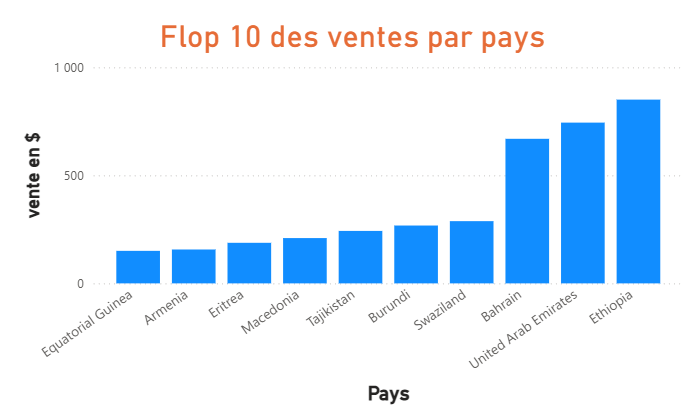 Flop 10 des ventes par pays
vente en $
1 000
500
0
Equatorial Guinea
Armenia
Eritrea
Macedonia
Tajikistan
Burundi
Swaziland
Bahrain
United Arab Emirates
Ethiopia
Pays